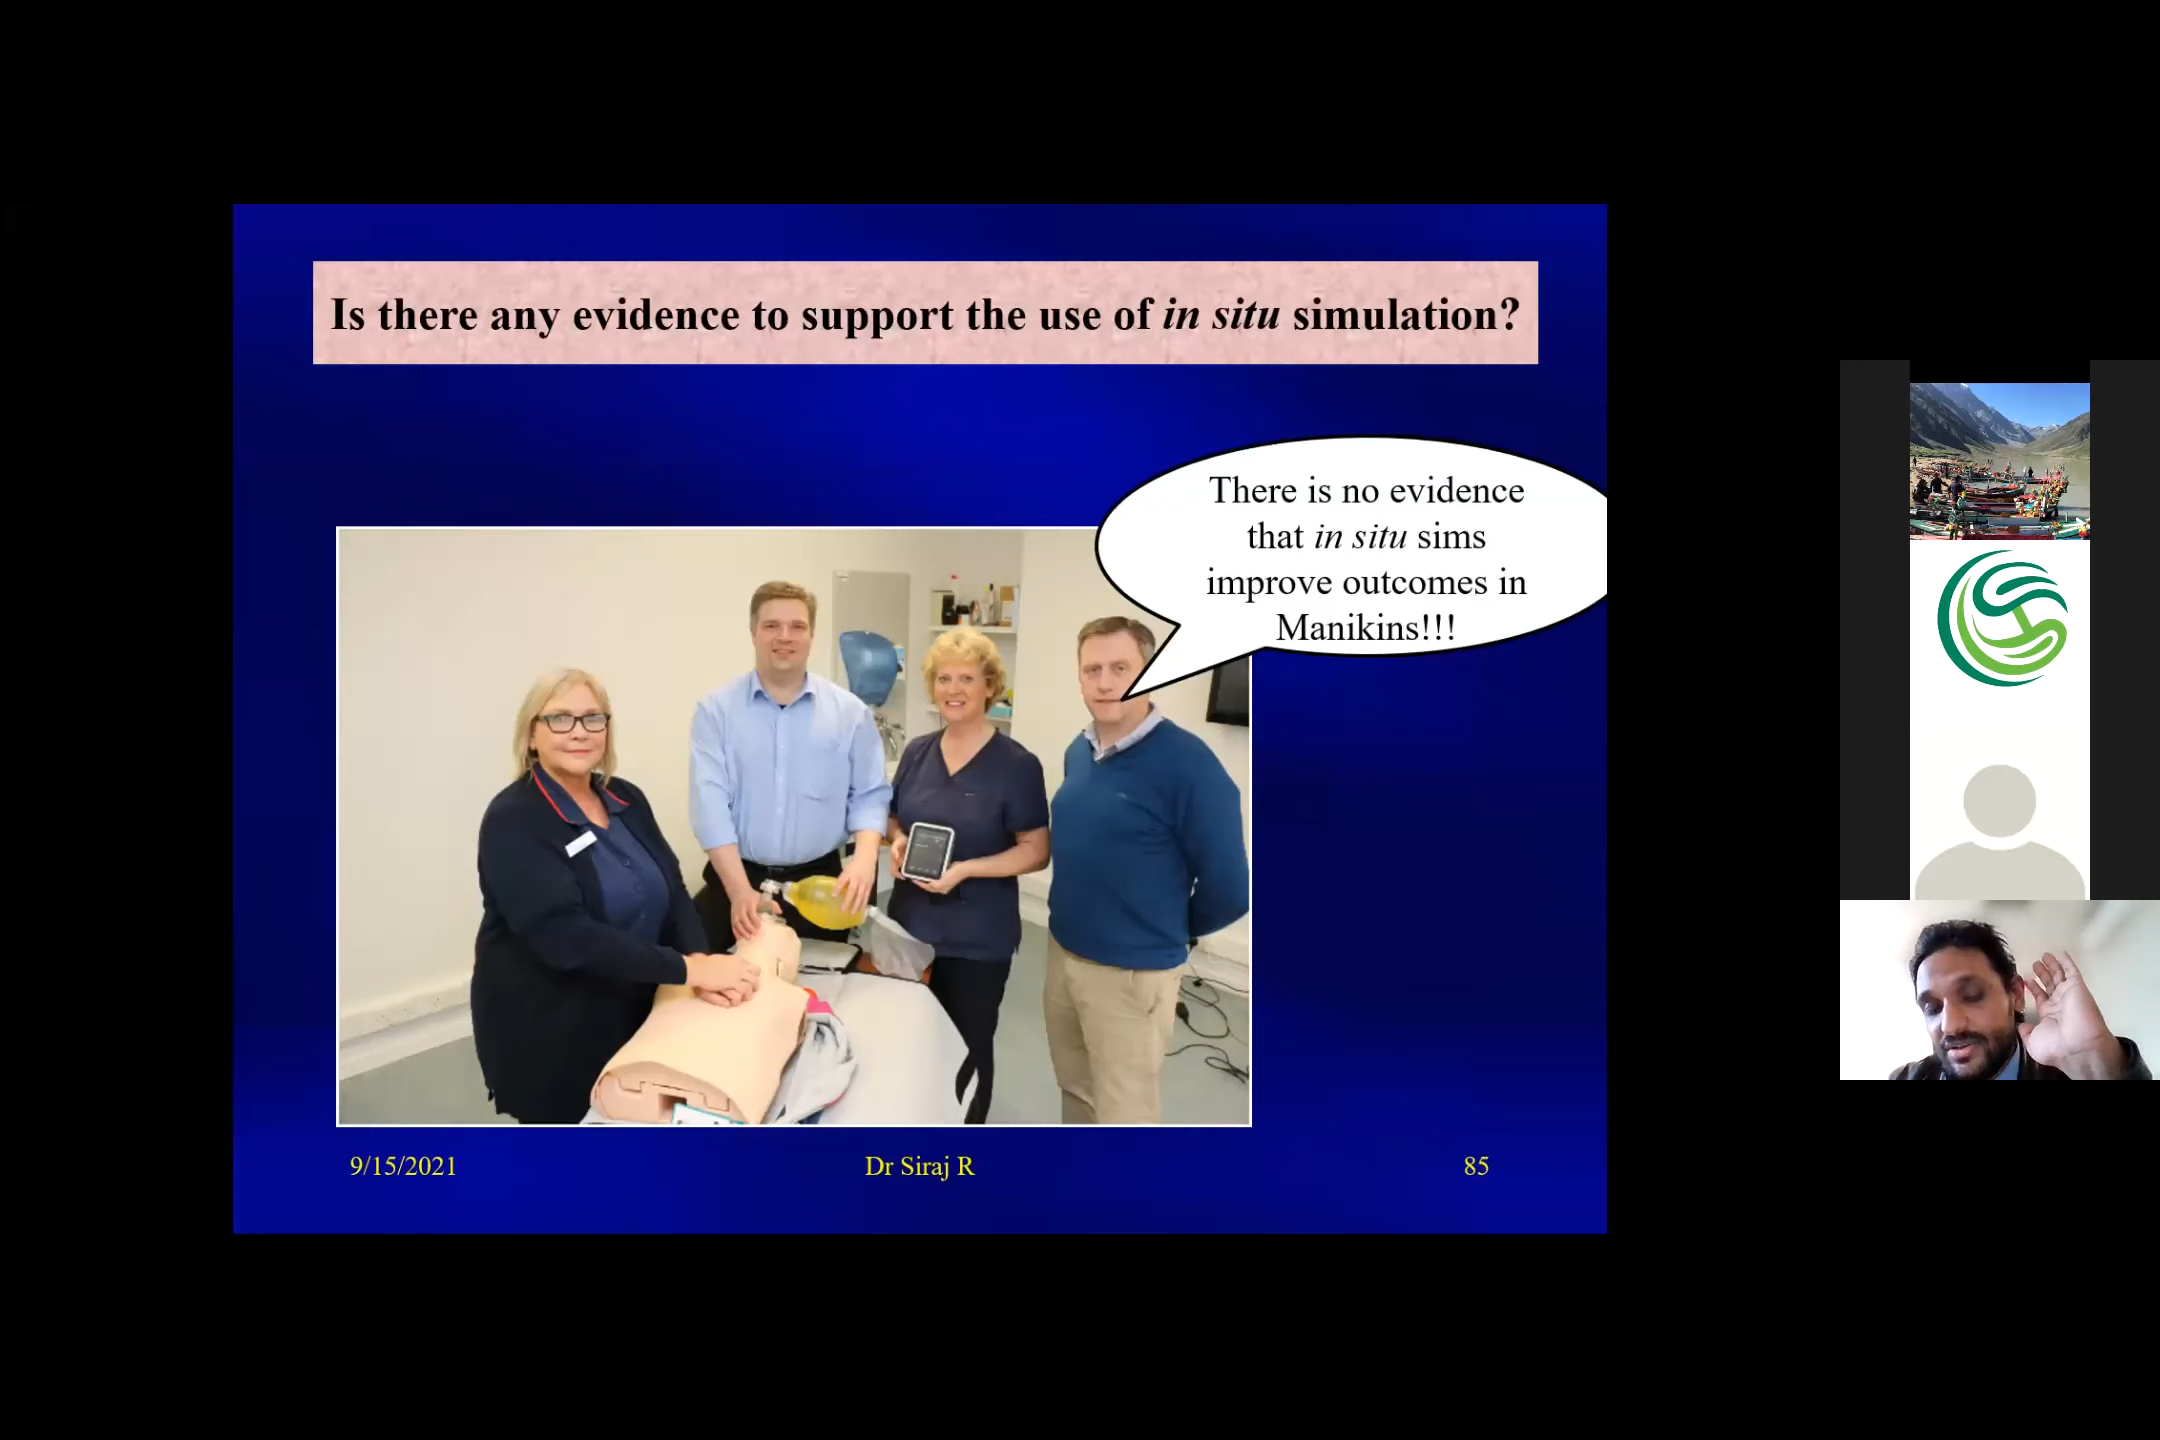 Is there any evidence to support the use of in situ simulation?
There is no evidence
that in situ sims
improve outcomes in
Manikins!!!
9/15/2021
Dr Siraj R
85